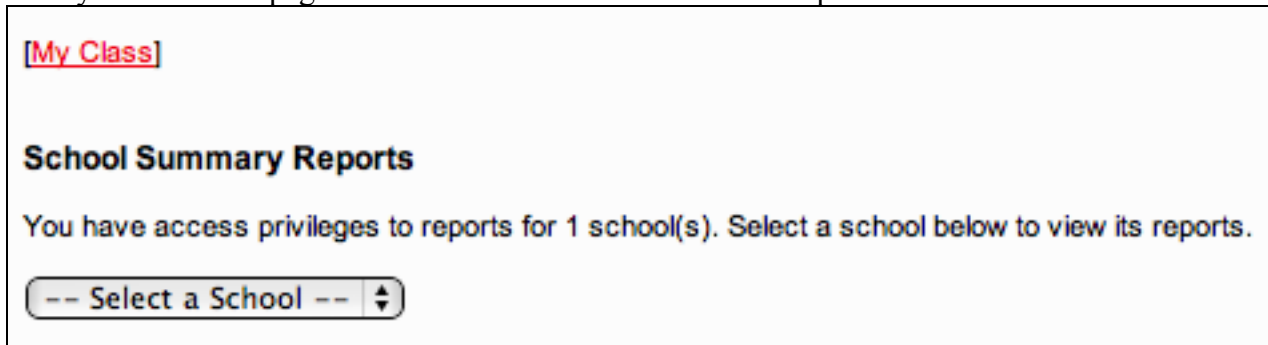 [My Class]
School Summary Reports
You have access privileges to reports for 1 school(s). Select a school below to view its reports.
-- Select a School --